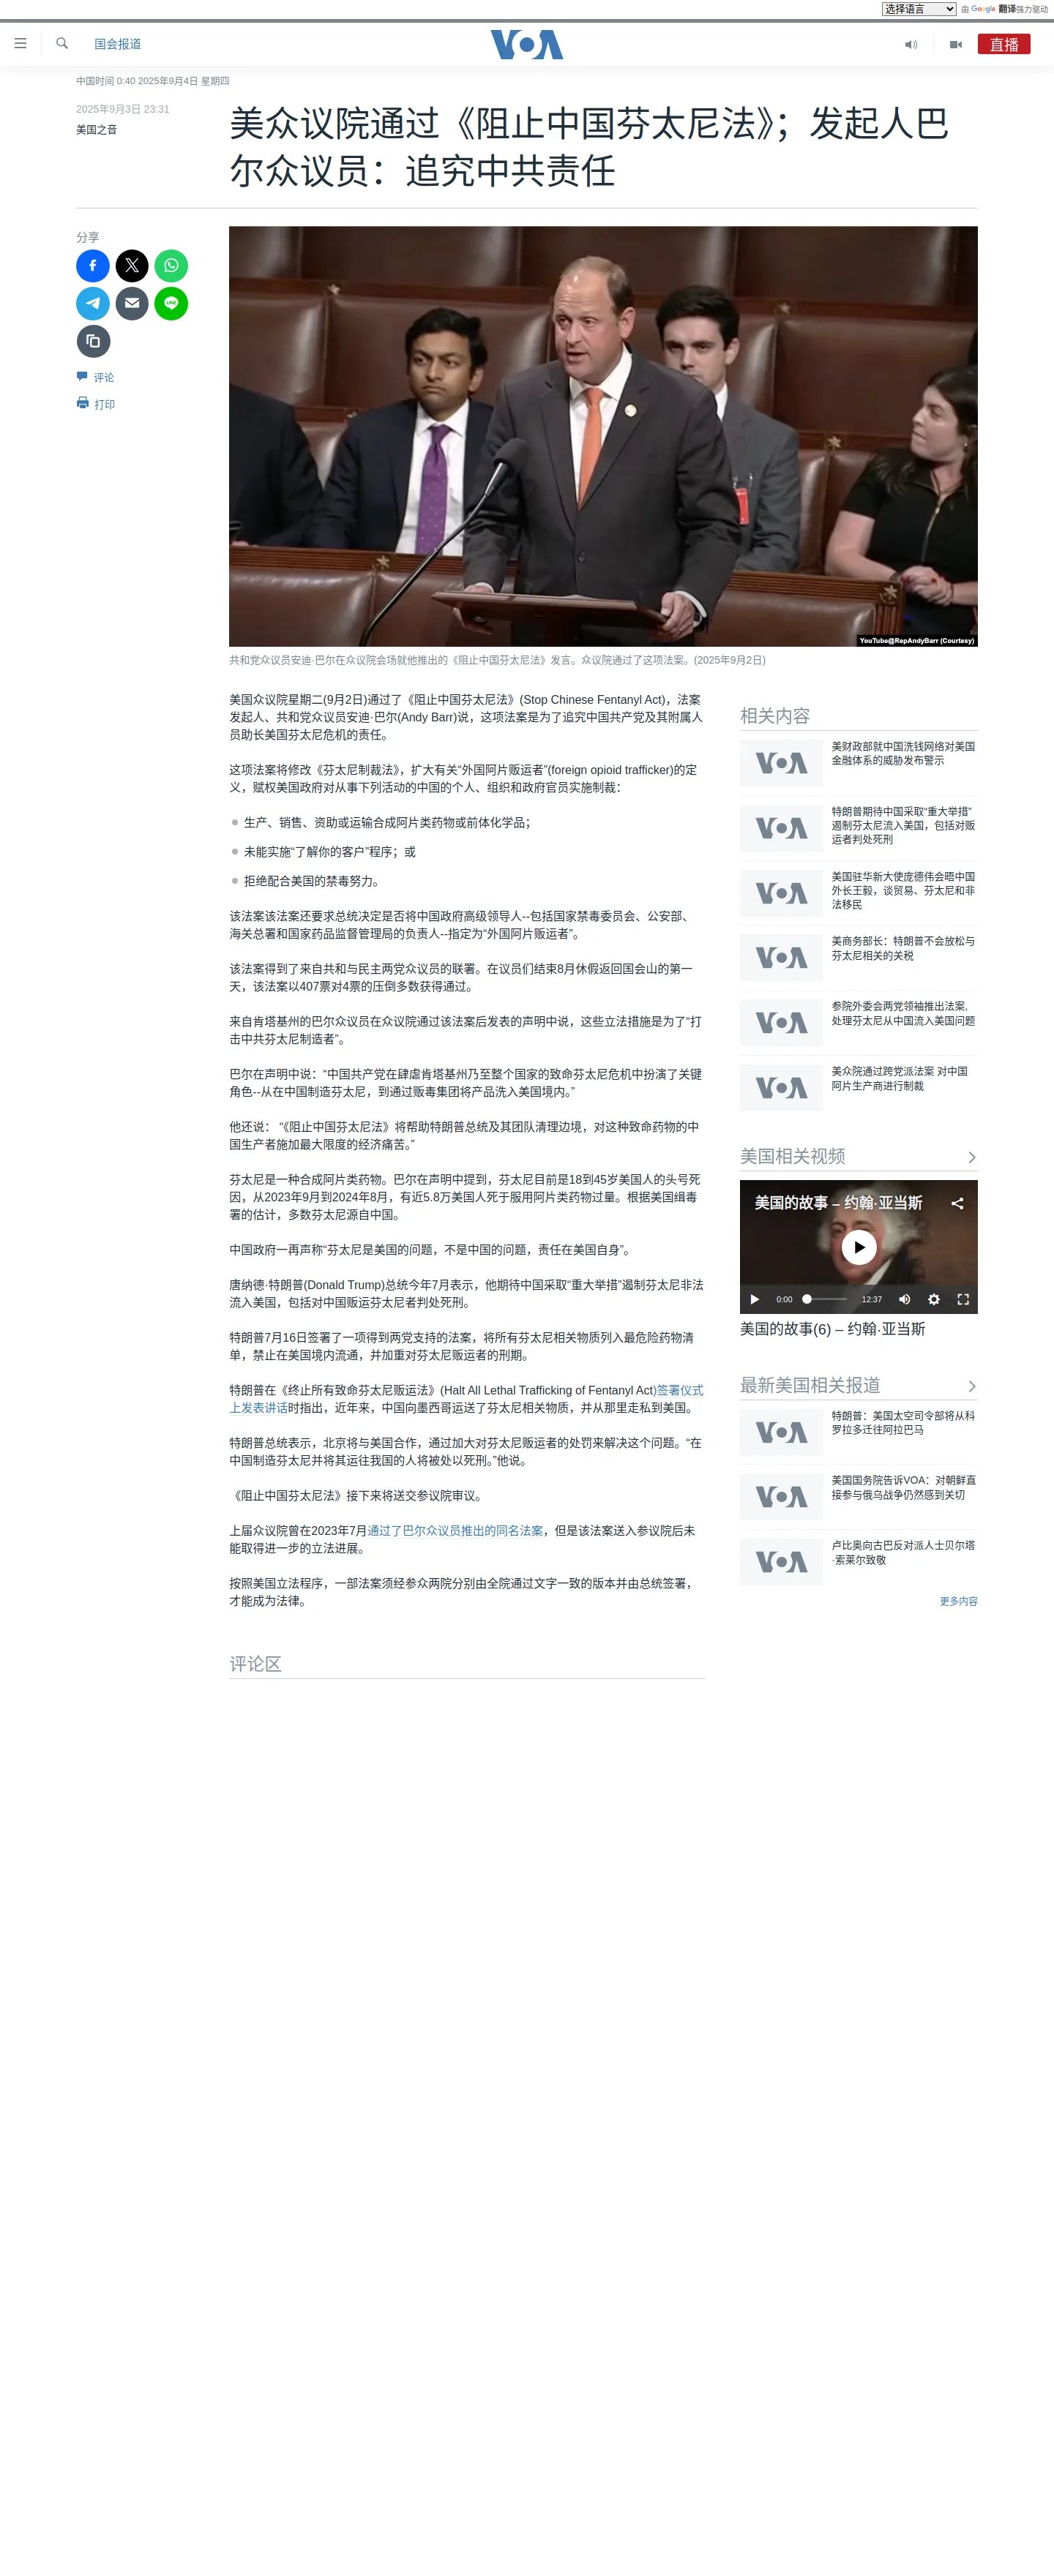 选择语言
由 Google 翻译强力驱动
国会报道
VOA
直播
中国时间 0:40 2025年9月4日 星期四
2025年9月3日 23:31
美国之音
美众议院通过《阻止中国芬太尼法》；发起人巴
尔众议员：追究中共责任
分享
评论
打印
YouTube@RepAndyBarr (Courtesy)
共和党众议员安迪·巴尔在众议院会场就他推出的《阻止中国芬太尼法》发言。众议院通过了这项法案。(2025年9月2日)
美国众议院星期二(9月2日)通过了《阻止中国芬太尼法》(Stop Chinese Fentanyl Act)，法案
发起人、共和党众议员安迪·巴尔(Andy Barr)说，这项法案是为了追究中国共产党及其附属人
员助长美国芬太尼危机的责任。
这项法案将修改《芬太尼制裁法》，扩大有关“外国阿片贩运者”(foreign opioid trafficker)的定
义，赋权美国政府对从事下列活动的中国的个人、组织和政府官员实施制裁：
生产、销售、资助或运输合成阿片类药物或前体化学品；
未能实施“了解你的客户”程序；或
拒绝配合美国的禁毒努力。
该法案该法案还要求总统决定是否将中国政府高级领导人--包括国家禁毒委员会、公安部、
海关总署和国家药品监督管理局的负责人--指定为“外国阿片贩运者”。
该法案得到了来自共和与民主两党众议员的联署。在议员们结束8月休假返回国会山的第一
天，该法案以407票对4票的压倒多数获得通过。
来自肯塔基州的巴尔众议员在众议院通过该法案后发表的声明中说，这些立法措施是为了“打
击中共芬太尼制造者”。
巴尔在声明中说：“中国共产党在肆虐肯塔基州乃至整个国家的致命芬太尼危机中扮演了关键
角色--从在中国制造芬太尼，到通过贩毒集团将产品洗入美国境内。”
他还说： “《阻止中国芬太尼法》将帮助特朗普总统及其团队清理边境，对这种致命药物的中
国生产者施加最大限度的经济痛苦。”
芬太尼是一种合成阿片类药物。巴尔在声明中提到，芬太尼目前是18到45岁美国人的头号死
因，从2023年9月到2024年8月，有近5.8万美国人死于服用阿片类药物过量。根据美国缉毒
署的估计，多数芬太尼源自中国。
中国政府一再声称“芬太尼是美国的问题，不是中国的问题，责任在美国自身”。
唐纳德·特朗普(Donald Trump)总统今年7月表示，他期待中国采取“重大举措”遏制芬太尼非法
流入美国，包括对中国贩运芬太尼者判处死刑。
特朗普7月16日签署了一项得到两党支持的法案，将所有芬太尼相关物质列入最危险药物清
单，禁止在美国境内流通，并加重对芬太尼贩运者的刑期。
特朗普在《终止所有致命芬太尼贩运法》(Halt All Lethal Trafficking of Fentanyl Act)签署仪式
上发表讲话时指出，近年来，中国向墨西哥运送了芬太尼相关物质，并从那里走私到美国。
特朗普总统表示，北京将与美国合作，通过加大对芬太尼贩运者的处罚来解决这个问题。“在
中国制造芬太尼并将其运往我国的人将被处以死刑。”他说。
《阻止中国芬太尼法》接下来将送交参议院审议。
上届众议院曾在2023年7月通过了巴尔众议员推出的同名法案，但是该法案送入参议院后未
能取得进一步的立法进展。
按照美国立法程序，一部法案须经参众两院分别由全院通过文字一致的版本并由总统签署，
才能成为法律。
评论区
相关内容
VOA
美财政部就中国洗钱网络对美国
金融体系的威胁发布警示
VOA
特朗普期待中国采取“重大举措”
遏制芬太尼流入美国，包括对贩
运者判处死刑
VOA
美国驻华新大使庞德伟会晤中国
外长王毅，谈贸易、芬太尼和非
法移民
VOA
美商务部长：特朗普不会放松与
芬太尼相关的关税
VOA
参院外委会两党领袖推出法案,
处理芬太尼从中国流入美国问题
VOA
美众院通过跨党派法案 对中国
阿片生产商进行制裁
美国相关视频
美国的故事 – 约翰·亚当斯
0:00
12:37
美国的故事(6) – 约翰·亚当斯
最新美国相关报道
VOA
特朗普：美国太空司令部将从科
罗拉多迁往阿拉巴马
VOA
美国国务院告诉VOA：对朝鲜直
接参与俄乌战争仍然感到关切
VOA
卢比奥向古巴反对派人士贝尔塔
·索莱尔致敬
更多内容